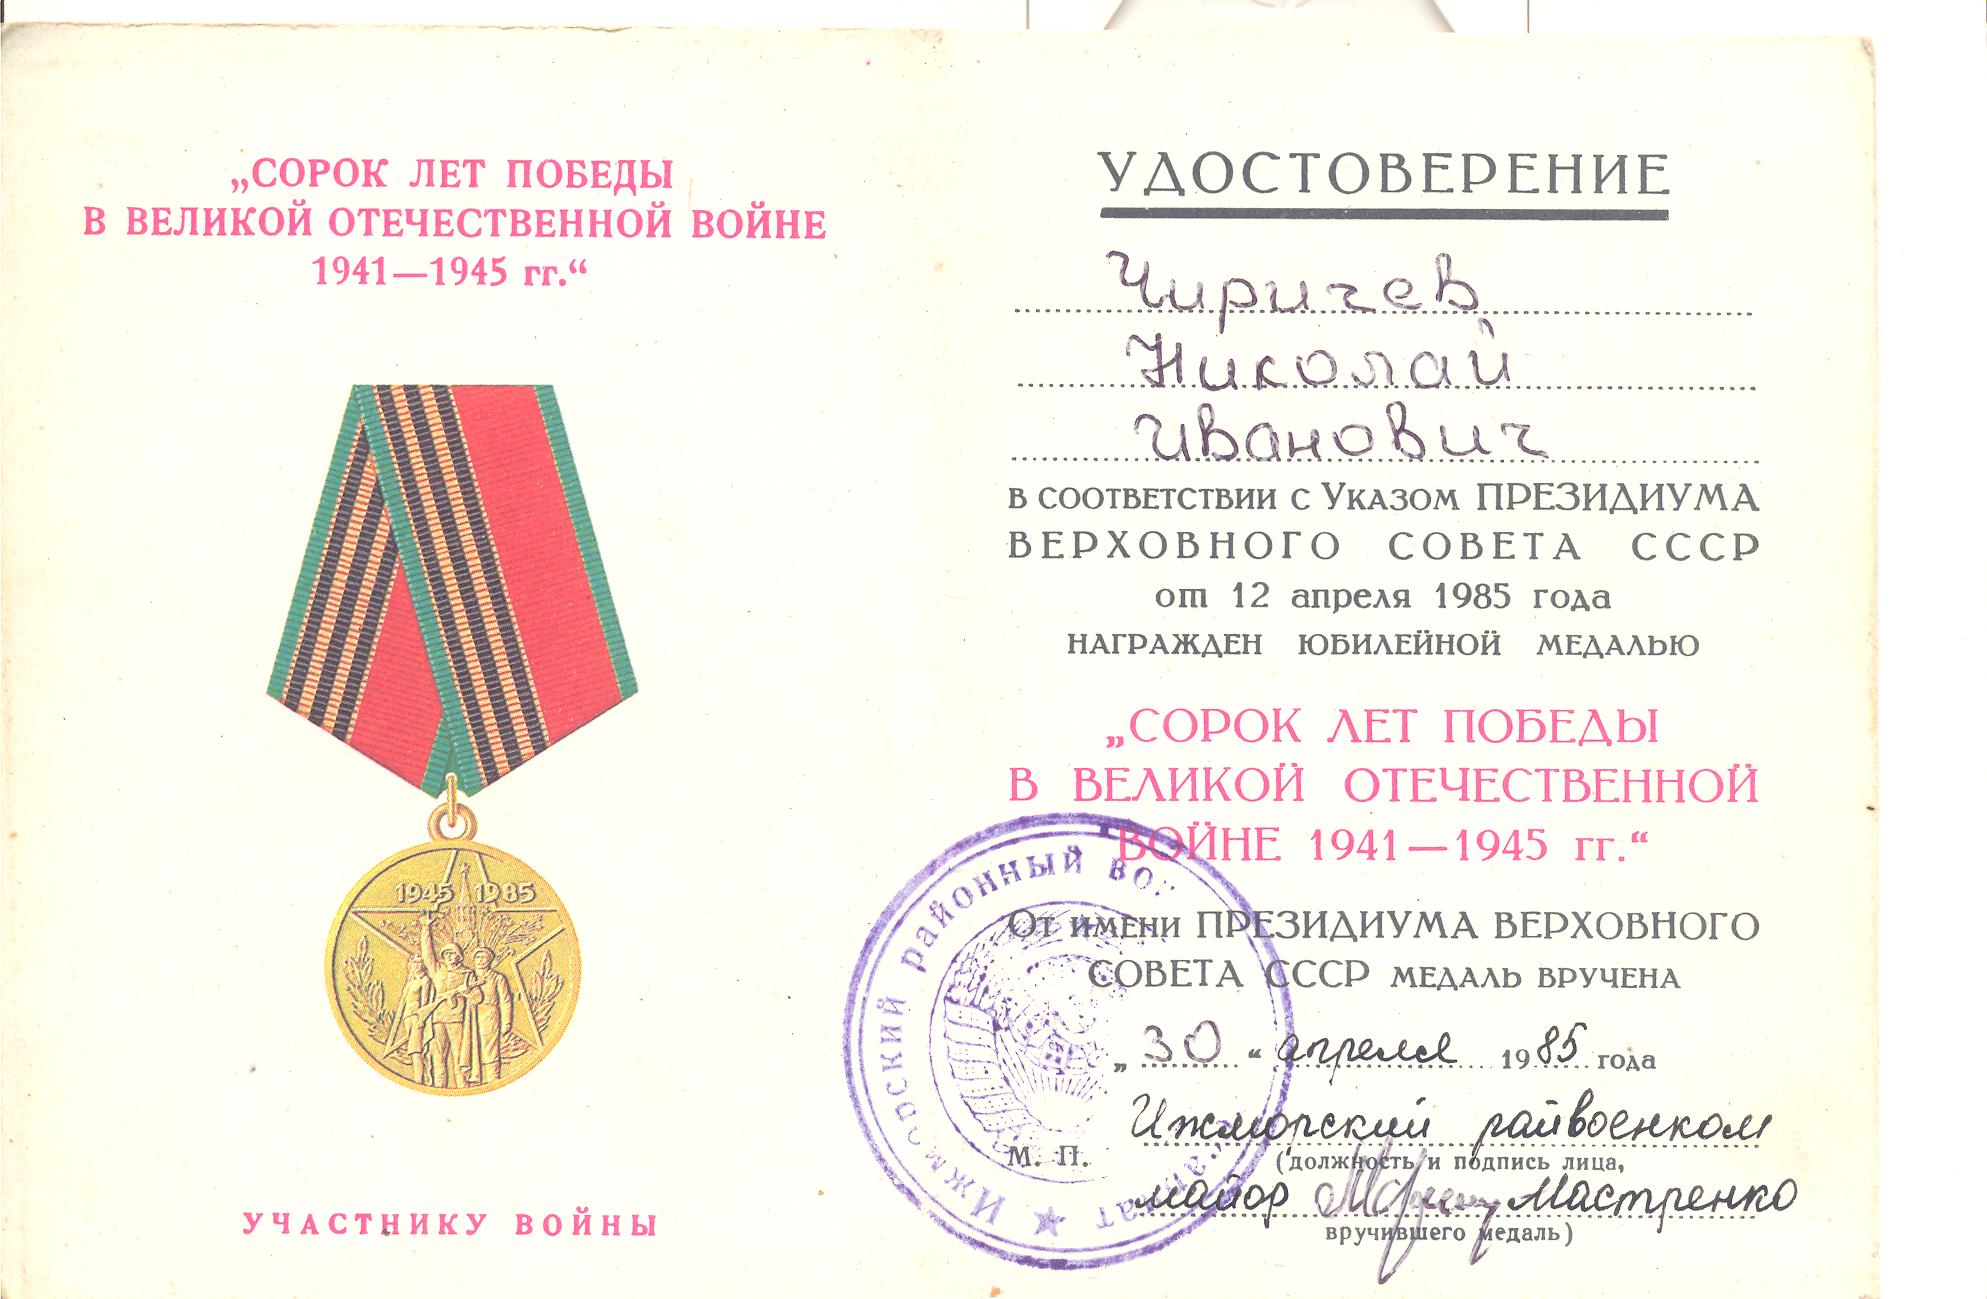 „СОРОК ЛЕТ ПОБЕДЫ
В ВЕЛИКОЙ ОТЕЧЕСТВЕННОЙ ВОЙНЕ
1941—1945 гг.“
1945 1985
УЧАСТНИКУ ВОЙНЫ
УДОСТОВЕРЕНИЕ
Чиричев
Николай
Иванович
В СООТВЕТСТВИИ С УКАЗОМ ПРЕЗИДИУМА
ВЕРХОВНОГО СОВЕТА СССР
от 12 апреля 1985 года
НАГРАЖДЕН ЮБИЛЕЙНОЙ МЕДАЛЬЮ
„СОРОК ЛЕТ ПОБЕДЫ
В ВЕЛИКОЙ ОТЕЧЕСТВЕННОЙ
ВОЙНЕ 1941—1945 гг.“
ОТ ИМЕНИ ПРЕЗИДИУМА ВЕРХОВНОГО
СОВЕТА СССР МЕДАЛЬ ВРУЧЕНА
„30“ апреля 1985 года
Ижморский райвоенком
М. П.
(должность и подпись лица,
майор Мастренко
вручившего медаль)
Ижморский районный